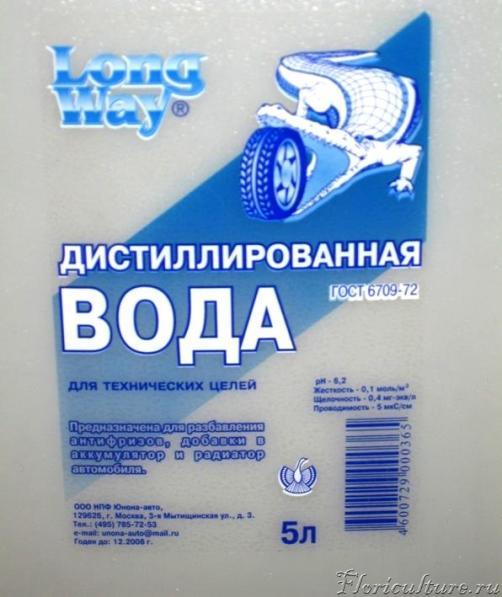 Long
Way®
ДИСТИЛЛИРОВАННАЯ
ВОДА
ГОСТ 6709-72
ДЛЯ ТЕХНИЧЕСКИХ ЦЕЛЕЙ
pH - 6,2
Жесткость - 0,1 моль/м³
Щелочность - 0,4 мг-экв/л
Проводимость - 5 мкС/см
Предназначена для разбавления
антифризов, добавки в
аккумулятор и радиатор
автомобиля.
ООО НПФ Юнона-авто,
129626, г. Москва, 3-я Мытищинская ул., д. 3.
Тел.: (495) 785-72-53
e-mail: unona-auto@mail.ru
Годен до: 12.2008 г.
5л
4600729000365
Floriculture.ru